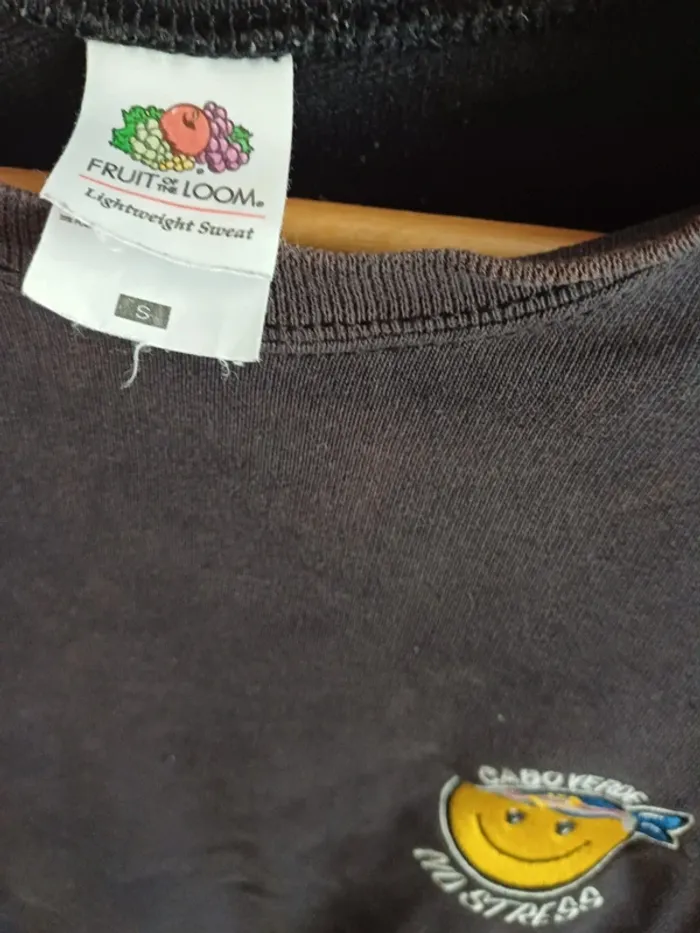 FRUIT OF THE LOOM®
Lightweight Sweat
S
CABO VERDE
NO STRESS